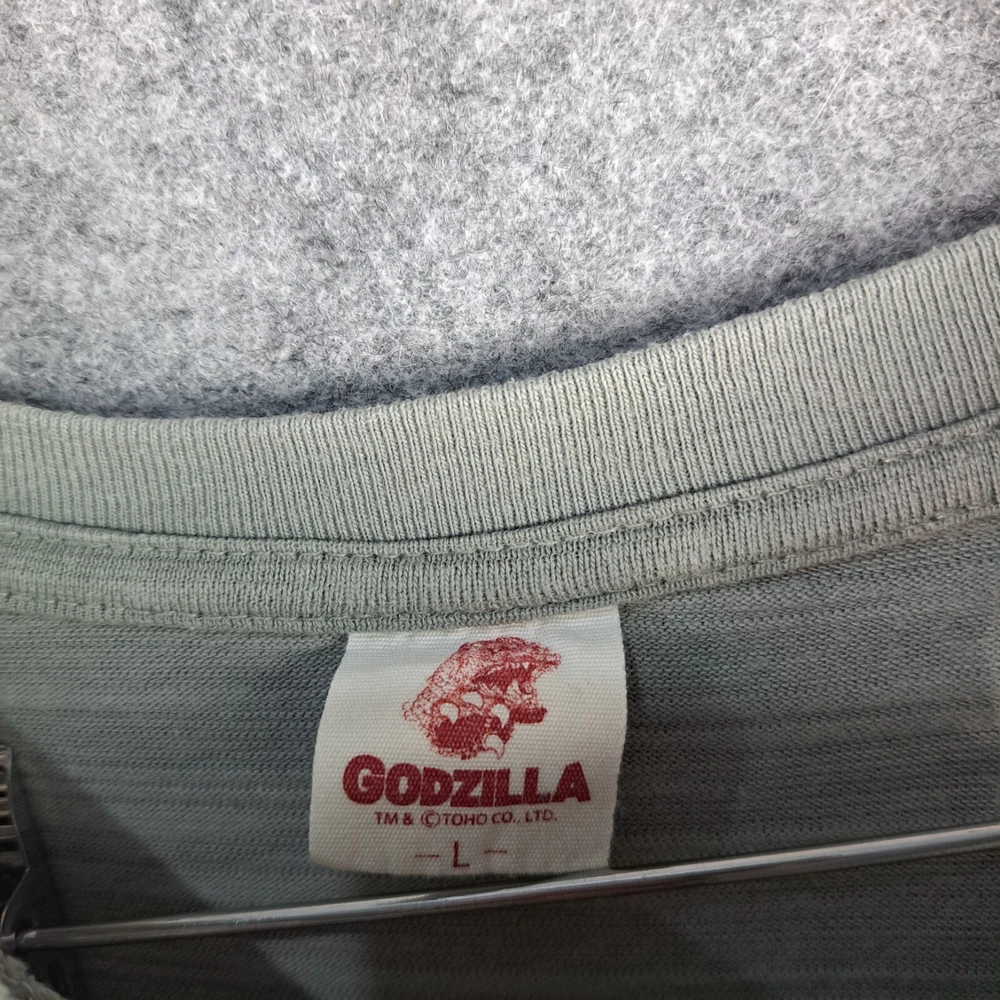 GODZILLA
TM & ©TOHO CO., LTD.
- L -